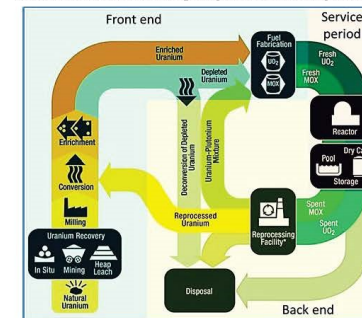 Front end
Service
period
Enriched
Uranium
Fuel
Fabrication
UO₂
MOX
Fresh
UO₂
Fresh
MOX
Depleted
Uranium
Deconversion of Depleted
Uranium
Uranium-Plutonium
Mixture
Reactor
Enrichment
Conversion
Pool
Dry Ca
Storage
Milling
Reprocessed
Uranium
Reprocessing
Facility*
Spent
MOX
Spent
UO₂
Uranium Recovery
In Situ
Mining
Heap
Leach
Natural
Uranium
Disposal
Back end